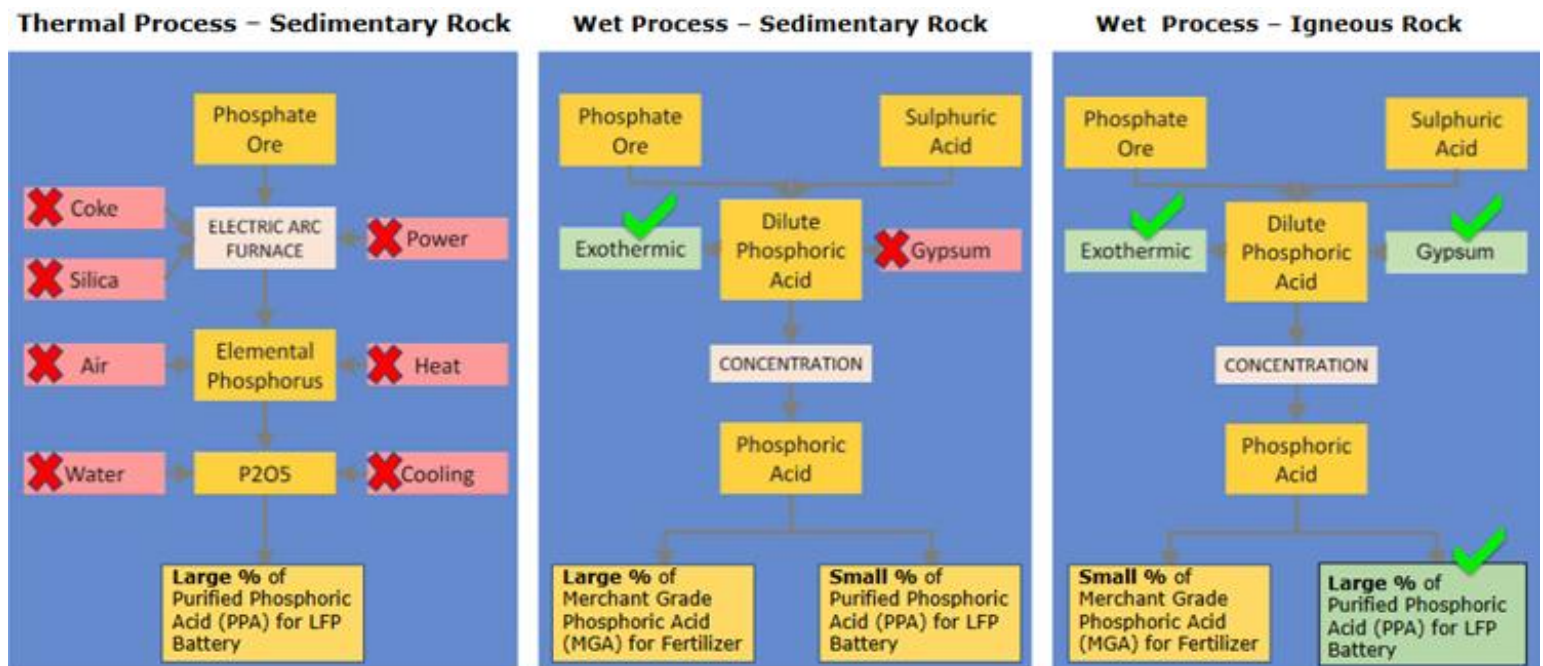 Thermal Process – Sedimentary Rock
Phosphate
Ore
Coke
ELECTRIC ARC
FURNACE
Power
Silica
Air
Elemental
Phosphorus
Heat
Water
P2O5
Cooling
Large % of
Purified Phosphoric
Acid (PPA) for LFP
Battery
Wet Process – Sedimentary Rock
Phosphate
Ore
Sulphuric
Acid
Exothermic
Dilute
Phosphoric
Acid
Gypsum
CONCENTRATION
Phosphoric
Acid
Large % of
Merchant Grade
Phosphoric Acid
(MGA) for Fertilizer
Small % of
Purified Phosphoric
Acid (PPA) for LFP
Battery
Wet Process – Igneous Rock
Phosphate
Ore
Sulphuric
Acid
Exothermic
Dilute
Phosphoric
Acid
Gypsum
CONCENTRATION
Phosphoric
Acid
Small % of
Merchant Grade
Phosphoric Acid
(MGA) for Fertilizer
Large % of
Purified Phosphoric
Acid (PPA) for LFP
Battery